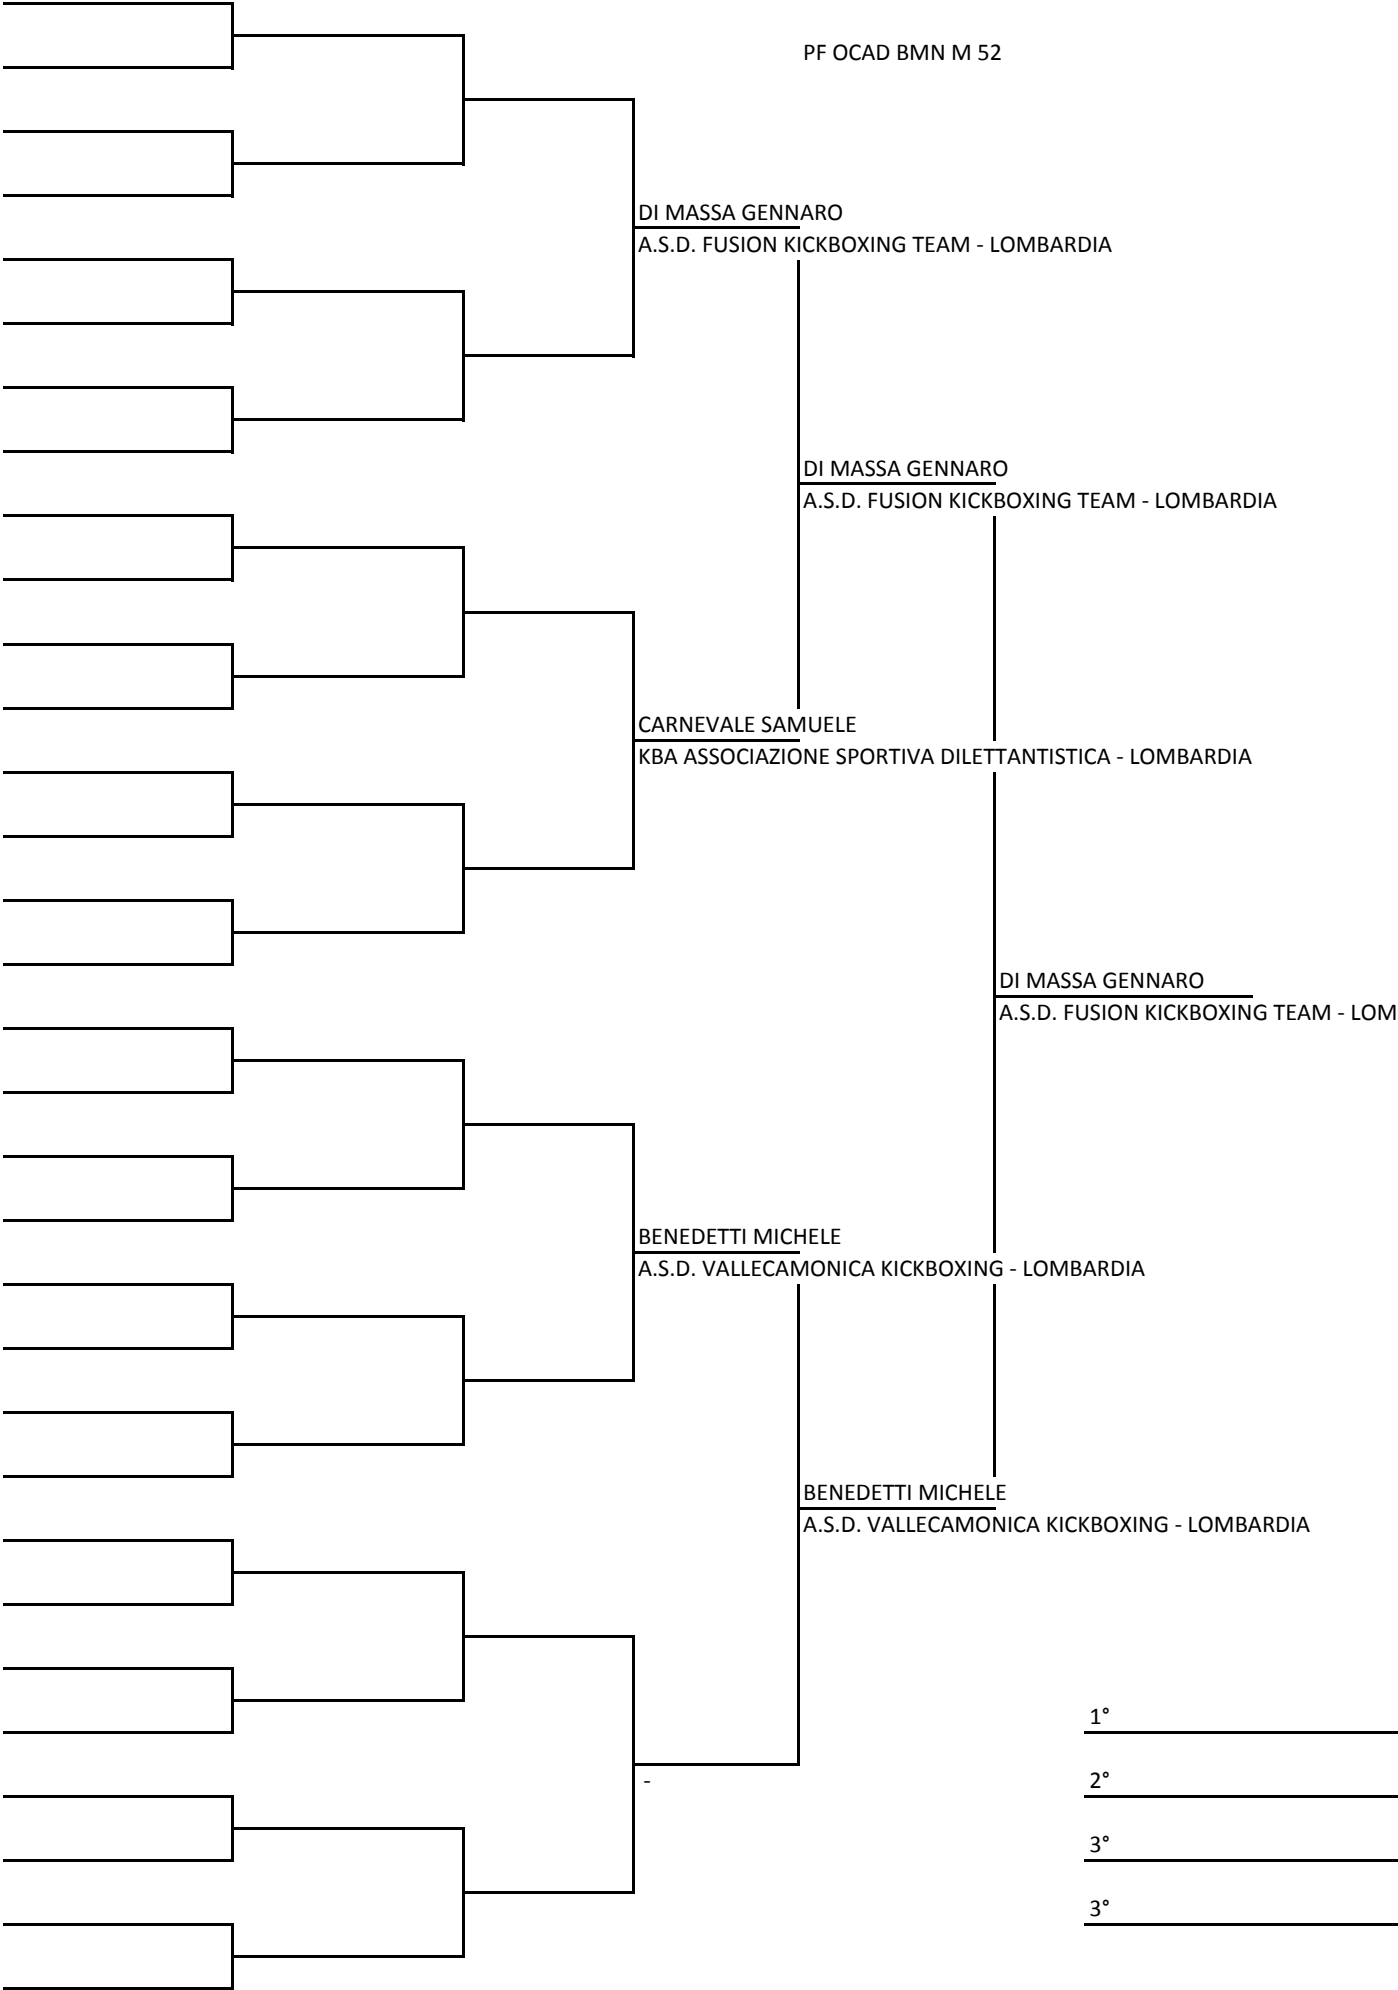 PF OCAD BMN M 52
DI MASSA GENNARO
A.S.D. FUSION KICKBOXING TEAM - LOMBARDIA
DI MASSA GENNARO
A.S.D. FUSION KICKBOXING TEAM - LOMBARDIA
CARNEVALE SAMUELE
KBA ASSOCIAZIONE SPORTIVA DILETTANTISTICA - LOMBARDIA
DI MASSA GENNARO
A.S.D. FUSION KICKBOXING TEAM - LOM
BENEDETTI MICHELE
A.S.D. VALLECAMONICA KICKBOXING - LOMBARDIA
BENEDETTI MICHELE
A.S.D. VALLECAMONICA KICKBOXING - LOMBARDIA
1°
-
2°
3°
3°